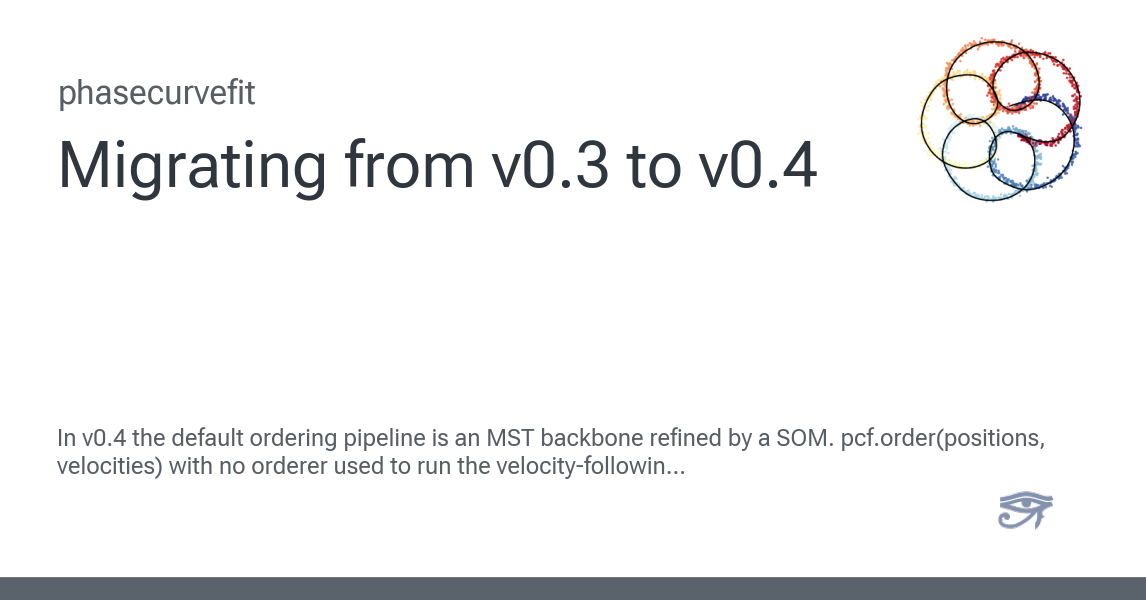 phasecurvefit
Migrating from v0.3 to v0.4
In v0.4 the default ordering pipeline is an MST backbone refined by a SOM. pcf.order(positions,
velocities) with no orderer used to run the velocity-followin...